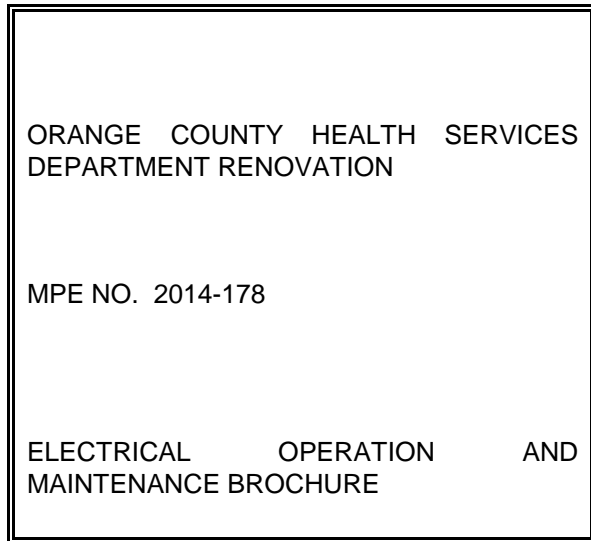 ORANGE COUNTY HEALTH SERVICES
DEPARTMENT RENOVATION
MPE NO. 2014-178
ELECTRICAL OPERATION AND
MAINTENANCE BROCHURE